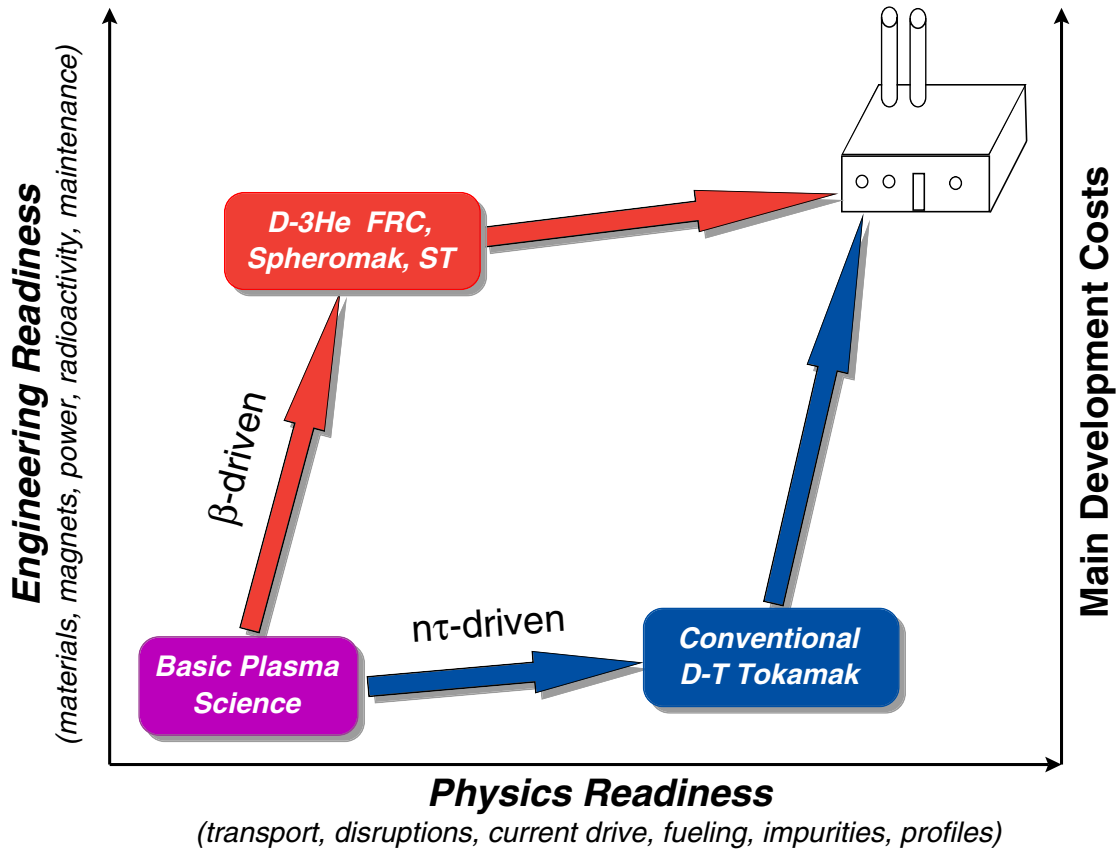 Engineering Readiness
(materials, magnets, power, radioactivity, maintenance)
D-3He FRC,
Spheromak, ST
β-driven
nτ-driven
Basic Plasma
Science
Conventional
D-T Tokamak
Main Development Costs
Physics Readiness
(transport, disruptions, current drive, fueling, impurities, profiles)